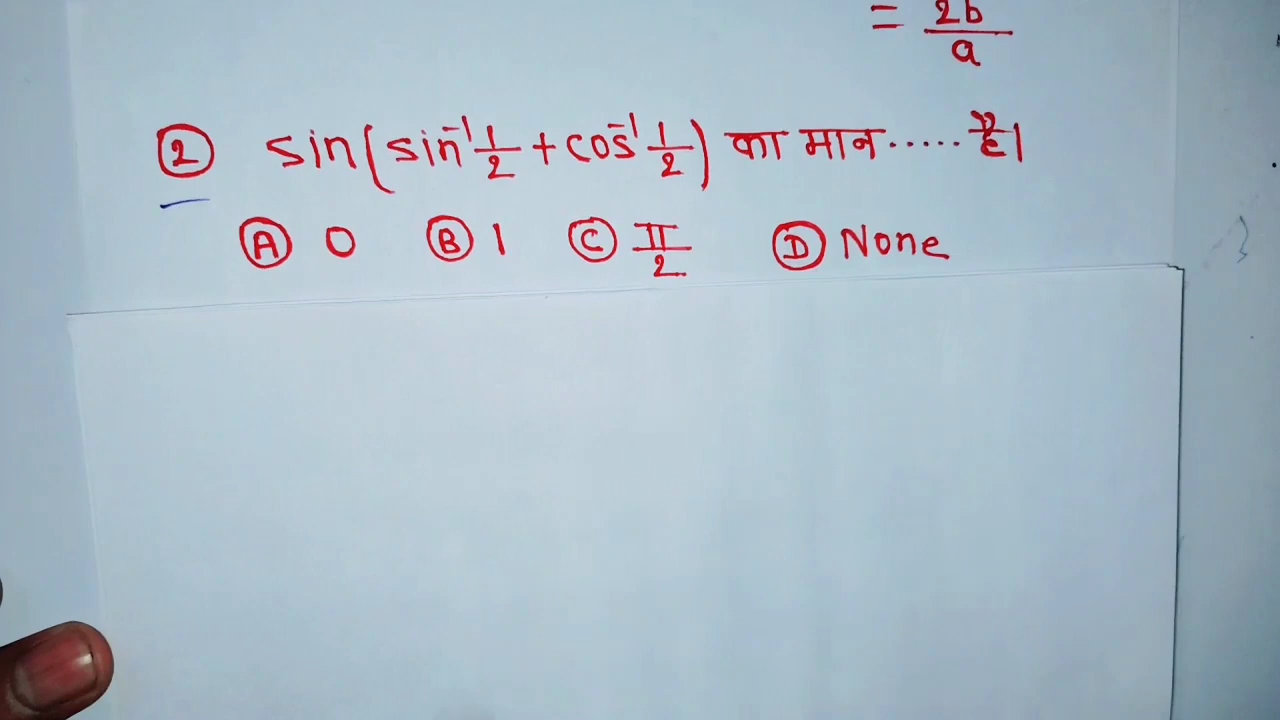 = 2b/a
② sin(sin⁻¹ 1/2 + cos⁻¹ 1/2) का मान ..... है।
Ⓐ 0 Ⓑ 1 Ⓒ π/2 Ⓓ None